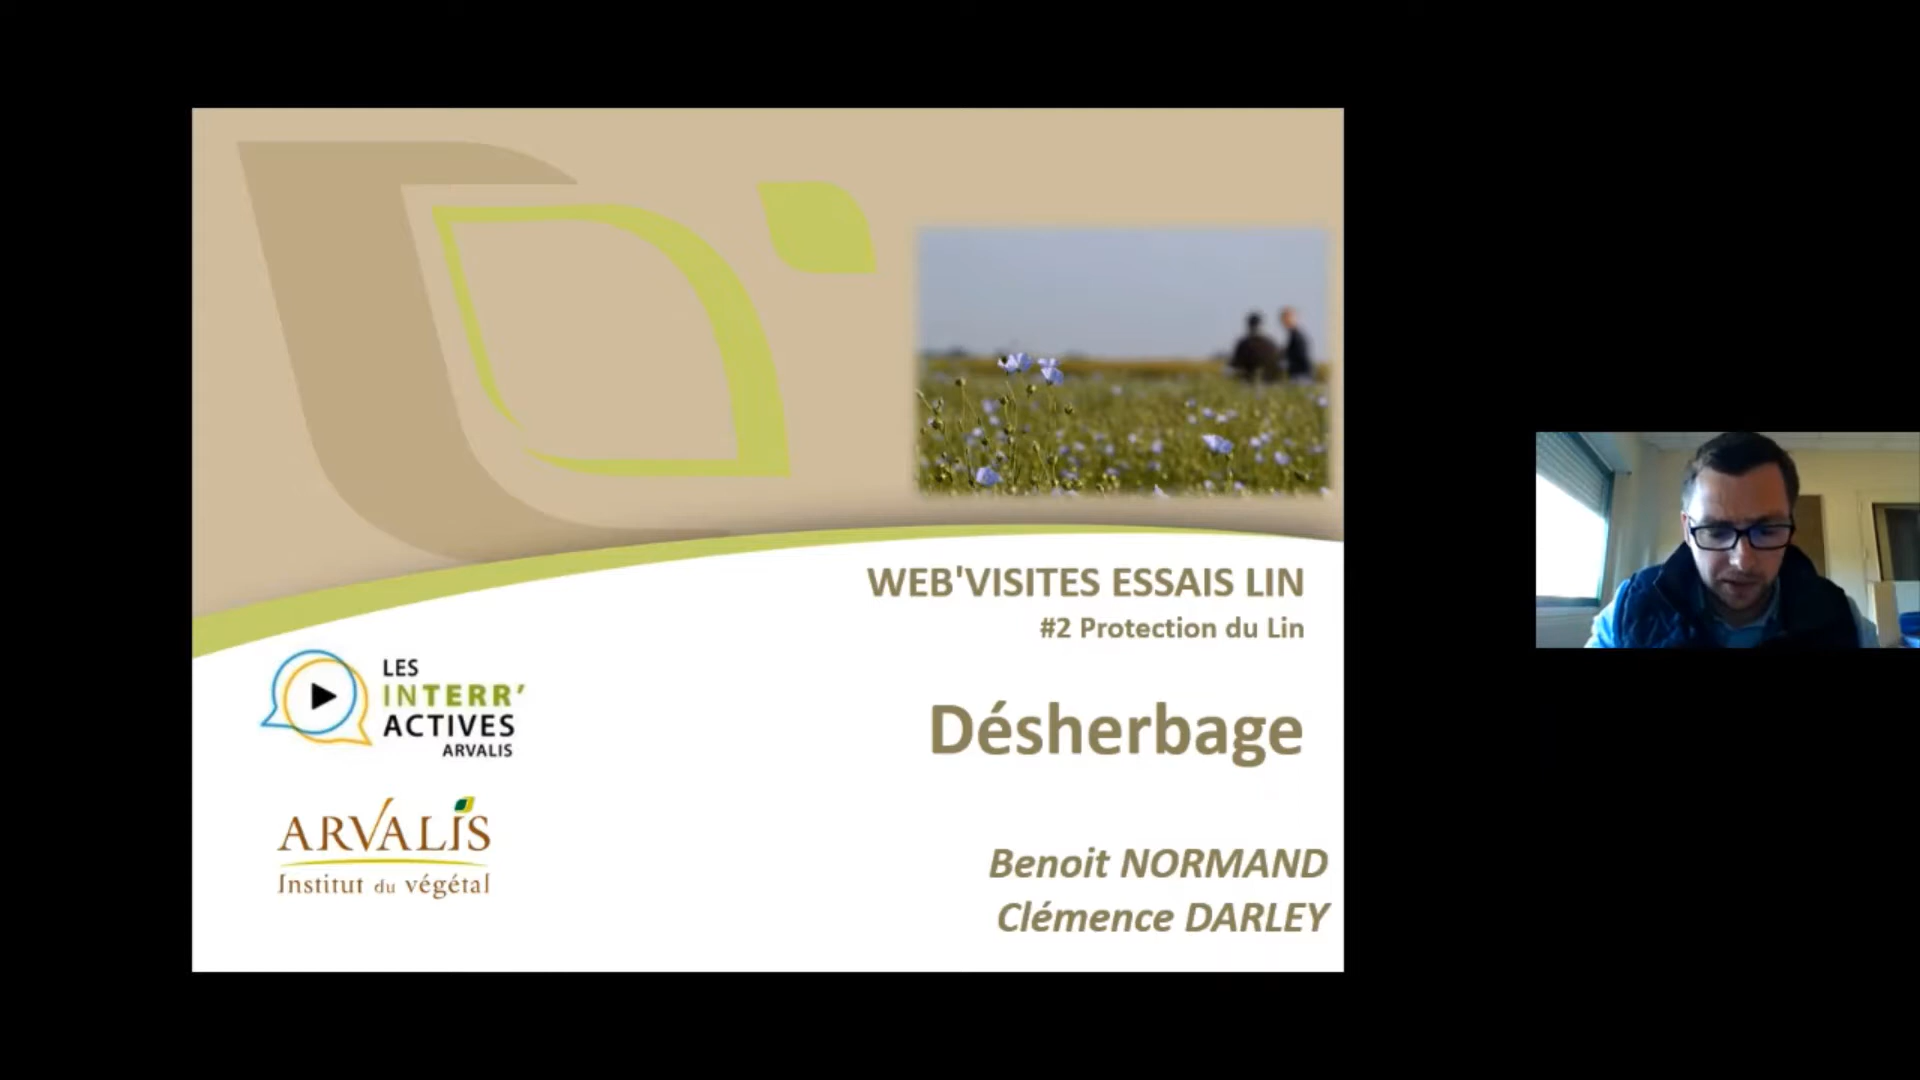 WEB'VISITES ESSAIS LIN
#2 Protection du Lin
LES
INTERR'
ACTIVES
ARVALIS
Désherbage
ARVALIS
Institut du végétal
Benoit NORMAND
Clémence DARLEY